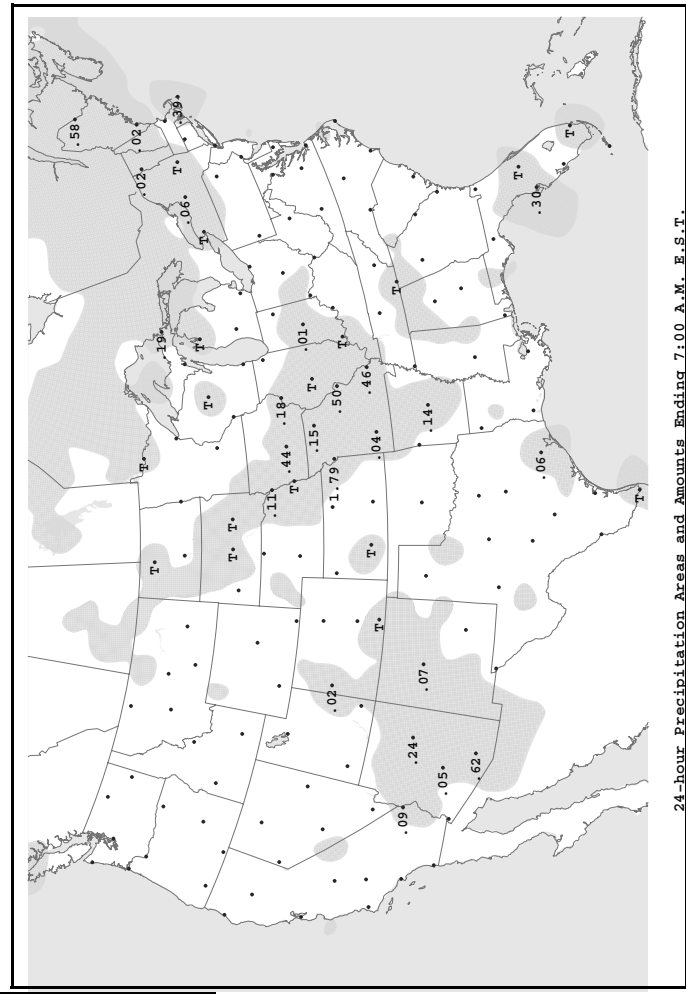 .58
.02
.02
T
T
.19
.39
T
.06
T
T
T
T
T
.11
.18
.44
T
.01
T
.15
.02
1.79
.50
T
.46
T
.04
T
T
.09
.24
.07
.14
.05
.62
T
.30
.06
T
T
24-hour Precipitation Areas and Amounts Ending 7:00 A.M. E.S.T.